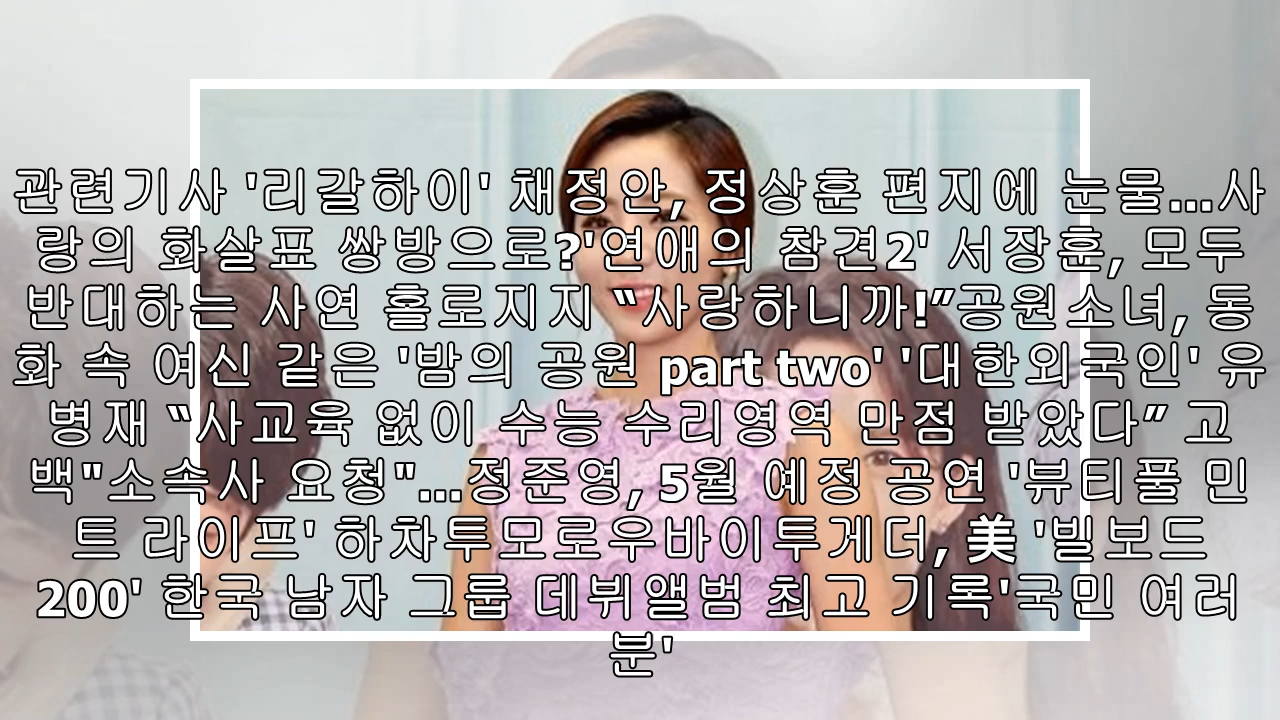 관련기사 '리갈하이' 채정안, 정상훈 편지에 눈물...사
랑의 화살표 쌍방으로?'연애의 참견2' 서장훈, 모두
반대하는 사연 홀로지지 “사랑하니까!”공원소녀, 동
화 속 여신 같은 '밤의 공원 part two' '대한외국인' 유
병재 “사교육 없이 수능 수리영역 만점 받았다” 고
백"소속사 요청"...정준영, 5월 예정 공연 '뷰티풀 민
트 라이프' 하차투모로우바이투게더, 美 '빌보드
200' 한국 남자 그룹 데뷔앨범 최고 기록'국민 여러
분'